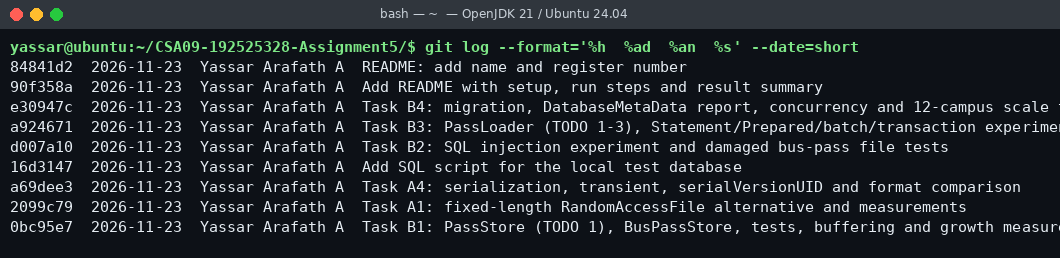 bash — ~ — OpenJDK 21 / Ubuntu 24.04
yassar@ubuntu:~/CSA09-192525328-Assignment5/$ git log --format='%h  %ad  %an  %s' --date=short
84841d2  2026-11-23  Yassar Arafath A  README: add name and register number
90f358a  2026-11-23  Yassar Arafath A  Add README with setup, run steps and result summary
e30947c  2026-11-23  Yassar Arafath A  Task B4: migration, DatabaseMetaData report, concurrency and 12-campus scale
a924671  2026-11-23  Yassar Arafath A  Task B3: PassLoader (TODO 1-3), Statement/Prepared/batch/transaction experimen
d007a10  2026-11-23  Yassar Arafath A  Task B2: SQL injection experiment and damaged bus-pass file tests
16d3147  2026-11-23  Yassar Arafath A  Add SQL script for the local test database
a69dee3  2026-11-23  Yassar Arafath A  Task A4: serialization, transient, serialVersionUID and format comparison
2099c79  2026-11-23  Yassar Arafath A  Task A1: fixed-length RandomAccessFile alternative and measurements
0bc95e7  2026-11-23  Yassar Arafath A  Task B1: PassStore (TODO 1), BusPassStore, tests, buffering and growth measur